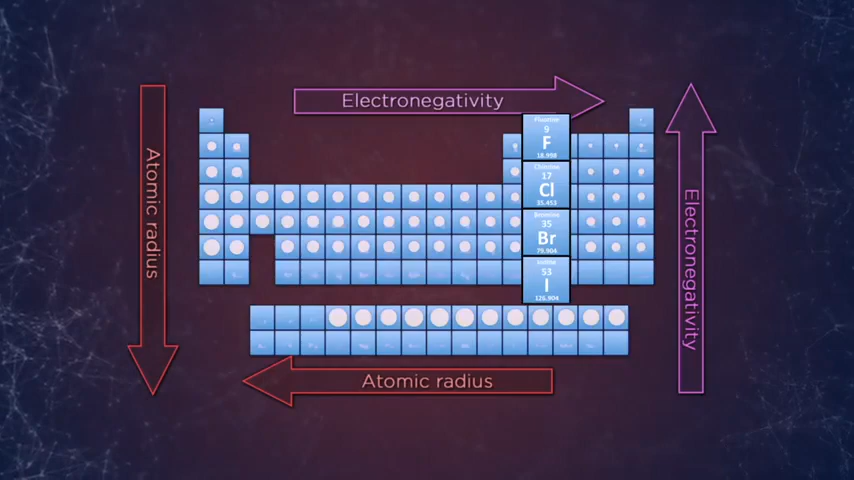 Electronegativity
Atomic radius
Fluorine
9
F
18.998
Chlorine
17
Cl
35.453
Bromine
35
Br
79.904
Iodine
53
I
126.904
Electronegativity
Atomic radius